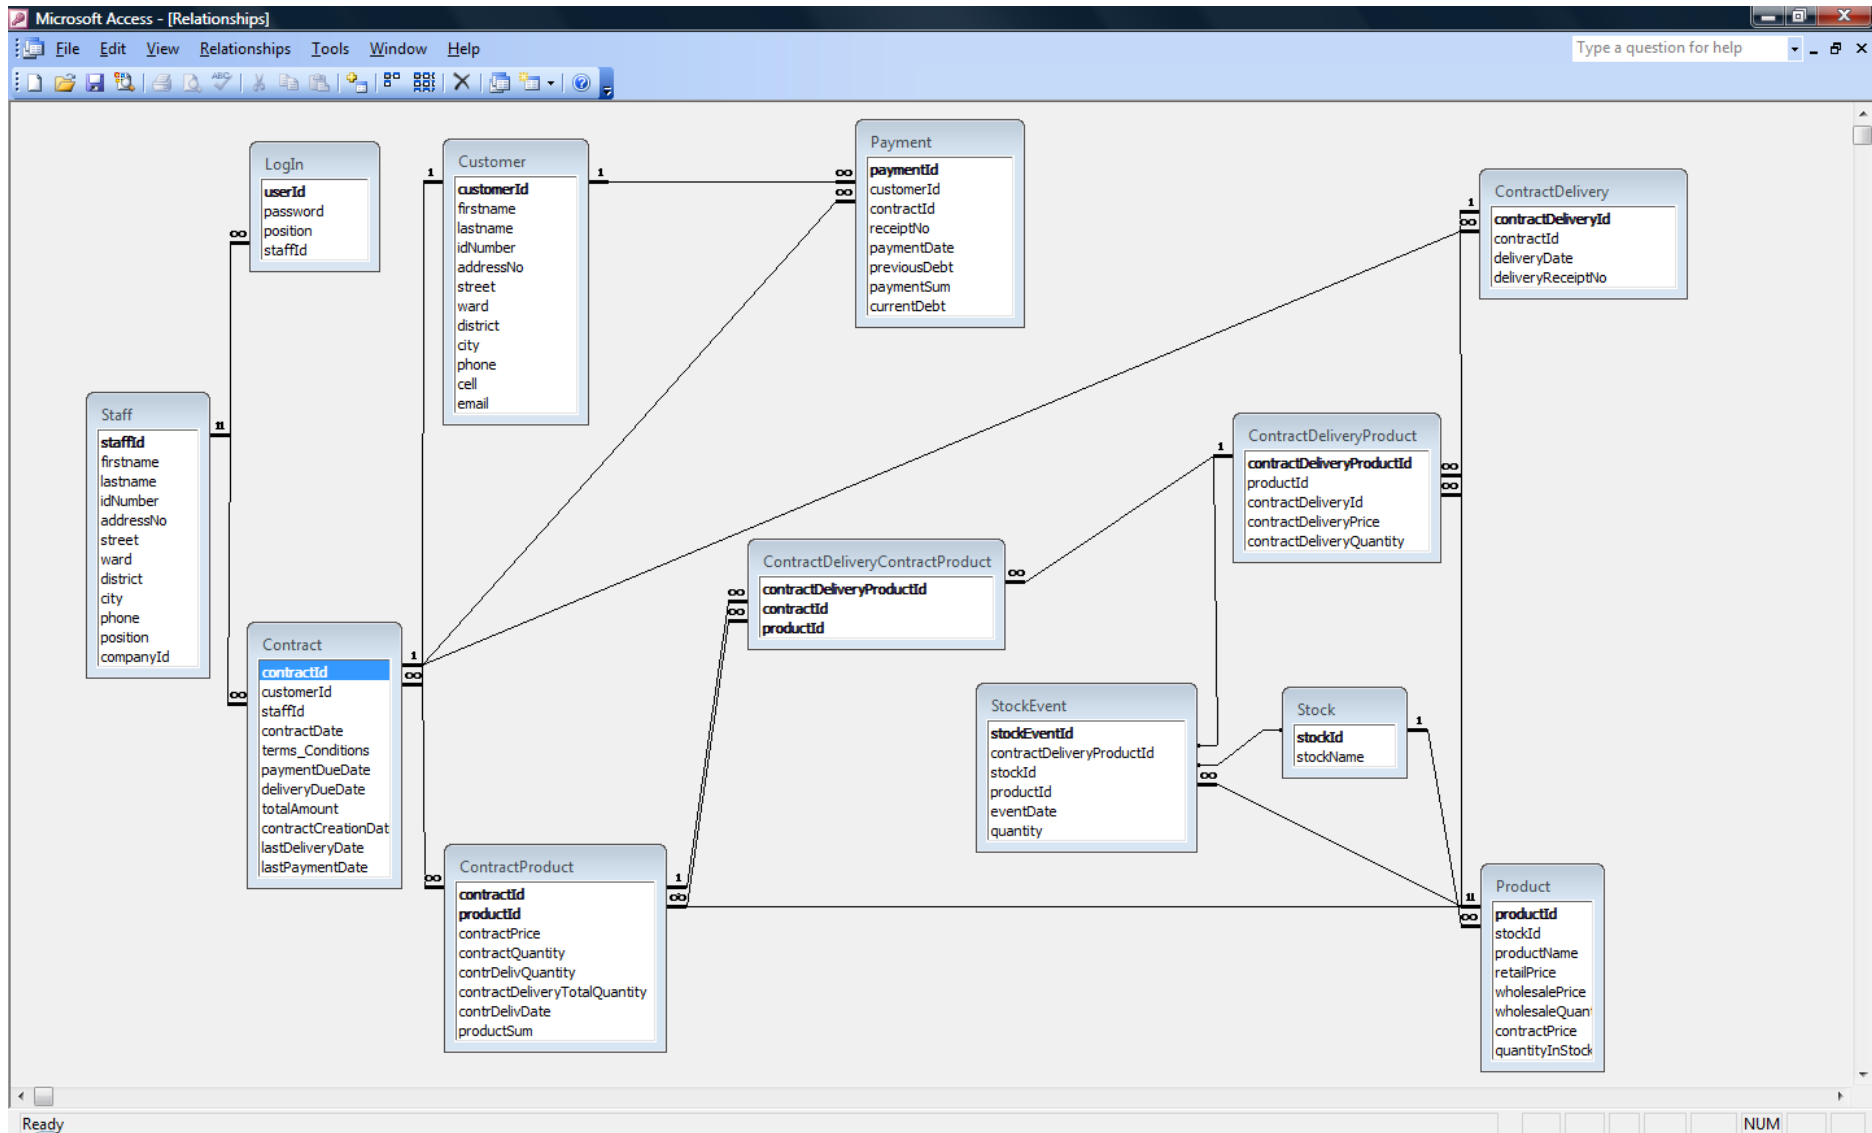 Microsoft Access - [Relationships]
File Edit View Relationships Tools Window Help
Type a question for help
LogIn
userId
password
position
staffId
Customer
customerId
firstname
lastname
idNumber
addressNo
street
ward
district
city
phone
cell
email
Payment
paymentId
customerId
contractId
receiptNo
paymentDate
previousDebt
paymentSum
currentDebt
ContractDelivery
contractDeliveryId
contractId
deliveryDate
deliveryReceiptNo
Staff
staffId
firstname
lastname
idNumber
addressNo
street
ward
district
city
phone
position
companyId
ContractDeliveryProduct
contractDeliveryProductId
productId
contractDeliveryId
contractDeliveryPrice
contractDeliveryQuantity
ContractDeliveryContractProduct
contractDeliveryProductId
contractId
productId
Contract
contractId
customerId
staffId
contractDate
terms_Conditions
paymentDueDate
deliveryDueDate
totalAmount
contractCreationDat
lastDeliveryDate
lastPaymentDate
StockEvent
stockEventId
contractDeliveryProductId
stockId
productId
eventDate
quantity
Stock
stockId
stockName
ContractProduct
contractId
productId
contractPrice
contractQuantity
contrDelivQuantity
contractDeliveryTotalQuantity
contrDelivDate
productSum
Product
productId
stockId
productName
retailPrice
wholesalePrice
wholesaleQuan
contractPrice
quantityInStock
Ready
NUM